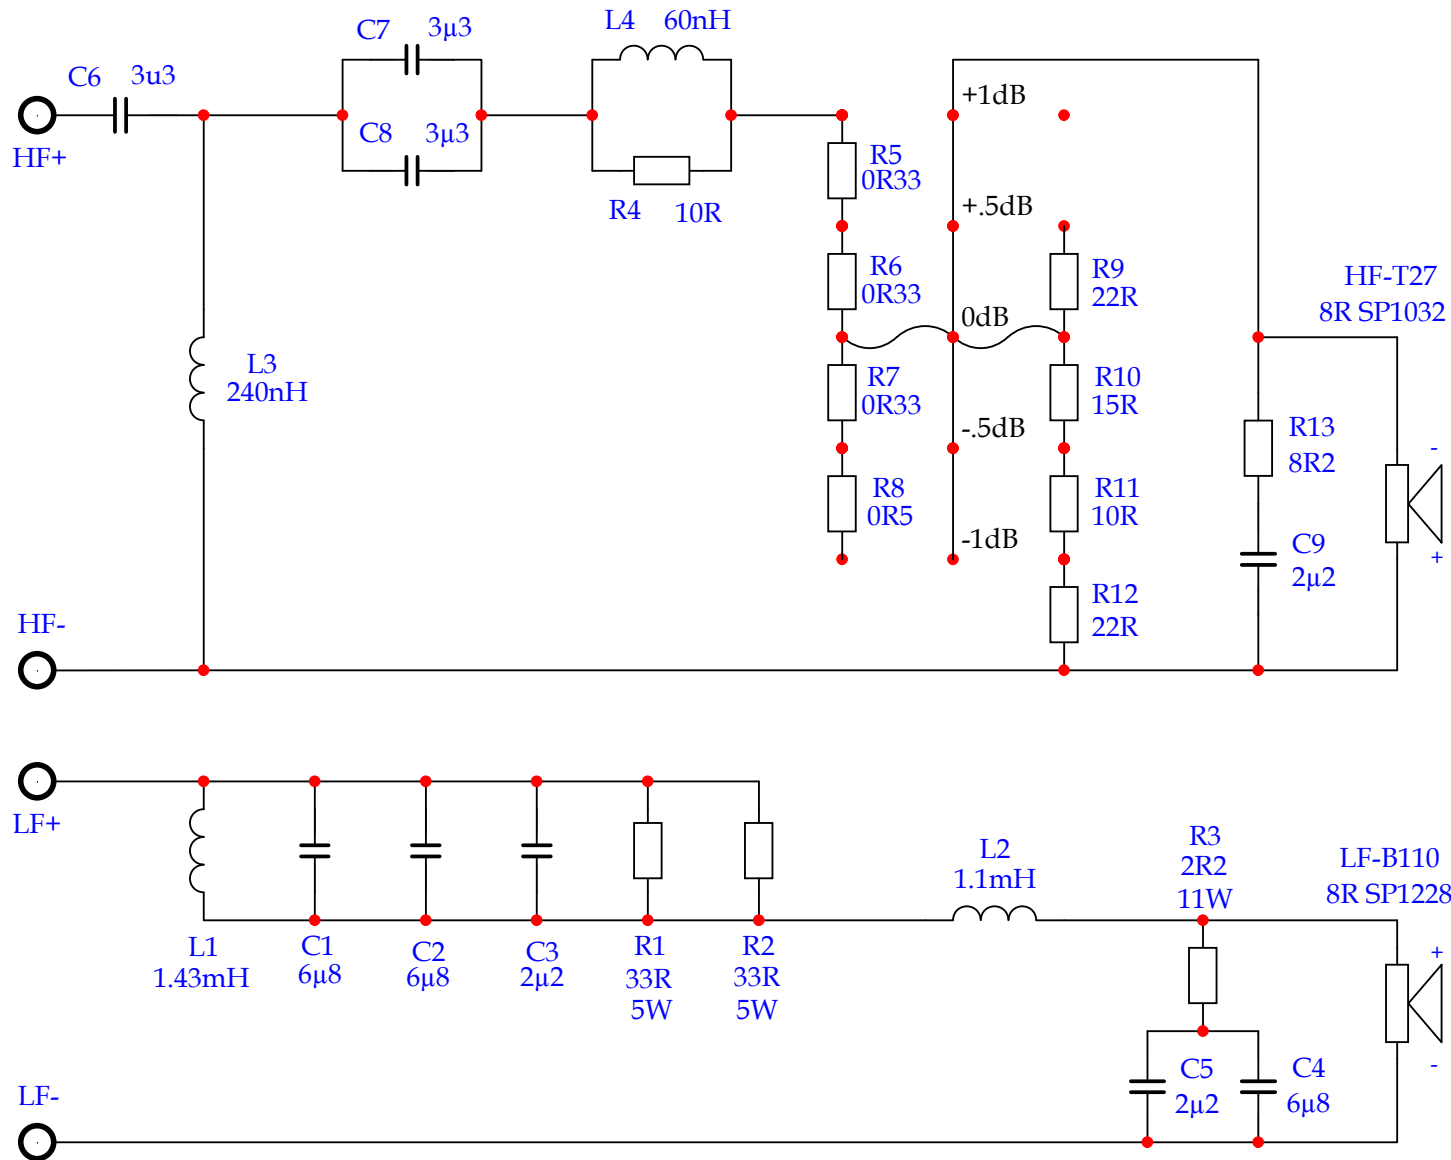 L4 60nH
C7 3µ3
C6 3u3
HF+
C8 3µ3
R4 10R
+1dB
R5
0R33
+.5dB
R6
0R33
R9
22R
HF-T27
8R SP1032
0dB
L3
240nH
R7
0R33
R10
15R
-.5dB
R13
8R2
-
R8
0R5
R11
10R
-1dB
C9
2µ2
+
R12
22R
HF-
LF+
L2
1.1mH
R3
2R2
11W
LF-B110
8R SP1228
L1
1.43mH
C1
6µ8
C2
6µ8
C3
2µ2
R1
33R
5W
R2
33R
5W
+
-
C5
2µ2
C4
6µ8
LF-